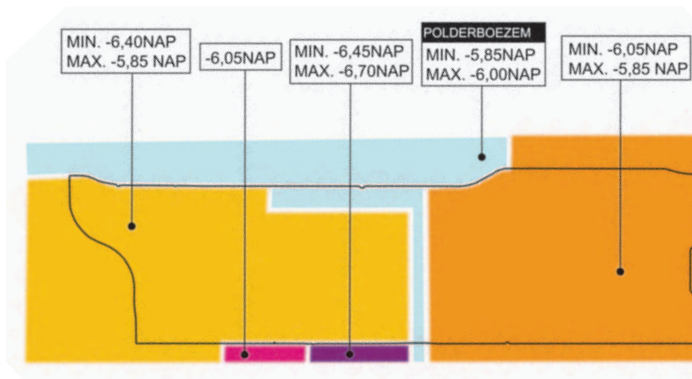 MIN. -6,40NAP
MAX. -5,85 NAP
-6,05NAP
MIN. -6,45NAP
MAX. -6,70NAP
POLDERBOEZEM
MIN. -5,85NAP
MAX. -6,00NAP
MIN. -6,05NAP
MAX. -5,85 NAP